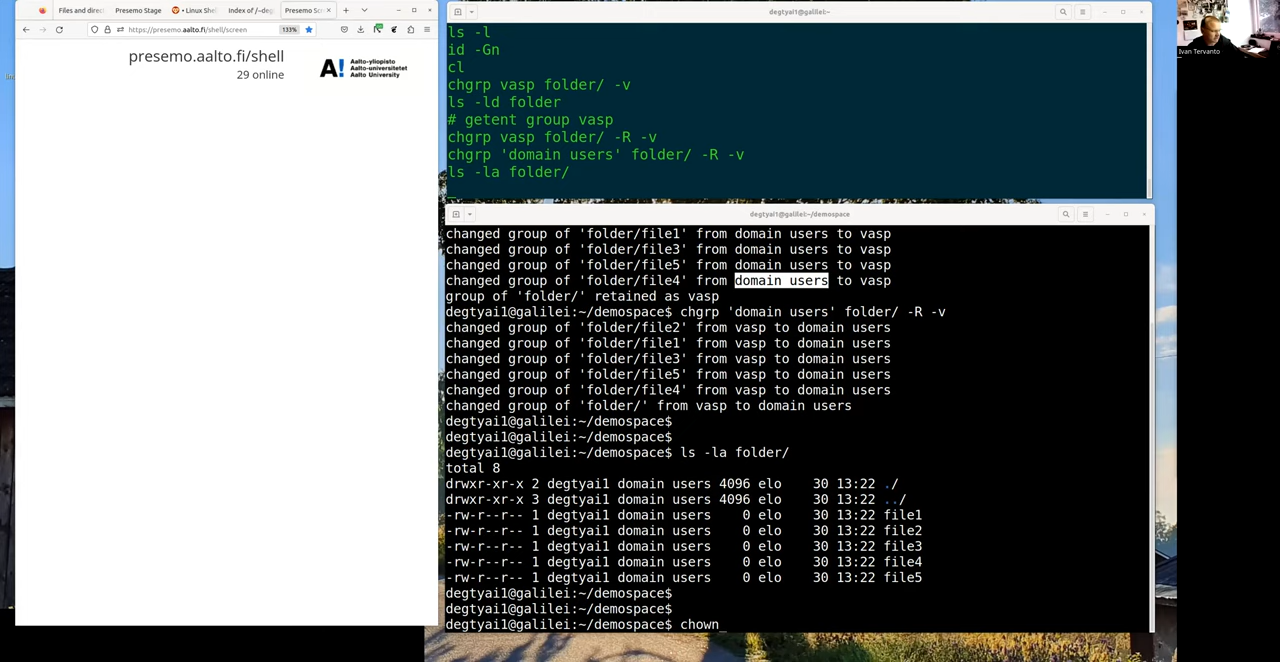 Files and direc
Presemo Stage
• Linux She
Index of /~deg
Presemo Sc
https://presemo.aalto.fi/shell/screen
133%
presemo.aalto.fi/shell
29 online
A!
Aalto-yliopisto
Aalto-universitetet
Aalto University
degtyai1@galilei:~
ls -l
id -Gn
cl
chgrp vasp folder/ -v
ls -ld folder
# getent group vasp
chgrp vasp folder/ -R -v
chgrp 'domain users' folder/ -R -v
ls -la folder/
degtyai1@galilei:~/demospace
changed group of 'folder/file1' from domain users to vasp
changed group of 'folder/file3' from domain users to vasp
changed group of 'folder/file5' from domain users to vasp
changed group of 'folder/file4' from domain users to vasp
group of 'folder/' retained as vasp
degtyai1@galilei:~/demospace$ chgrp 'domain users' folder/ -R -v
changed group of 'folder/file2' from vasp to domain users
changed group of 'folder/file1' from vasp to domain users
changed group of 'folder/file3' from vasp to domain users
changed group of 'folder/file5' from vasp to domain users
changed group of 'folder/file4' from vasp to domain users
changed group of 'folder/' from vasp to domain users
degtyai1@galilei:~/demospace$
degtyai1@galilei:~/demospace$
degtyai1@galilei:~/demospace$ ls -la folder/
total 8
drwxr-xr-x 2 degtyai1 domain users 4096 elo    30 13:22 ./
drwxr-xr-x 3 degtyai1 domain users 4096 elo    30 13:22 ../
-rw-r--r-- 1 degtyai1 domain users    0 elo    30 13:22 file1
-rw-r--r-- 1 degtyai1 domain users    0 elo    30 13:22 file2
-rw-r--r-- 1 degtyai1 domain users    0 elo    30 13:22 file3
-rw-r--r-- 1 degtyai1 domain users    0 elo    30 13:22 file4
-rw-r--r-- 1 degtyai1 domain users    0 elo    30 13:22 file5
degtyai1@galilei:~/demospace$
degtyai1@galilei:~/demospace$
degtyai1@galilei:~/demospace$ chown
Ivan Tervanto